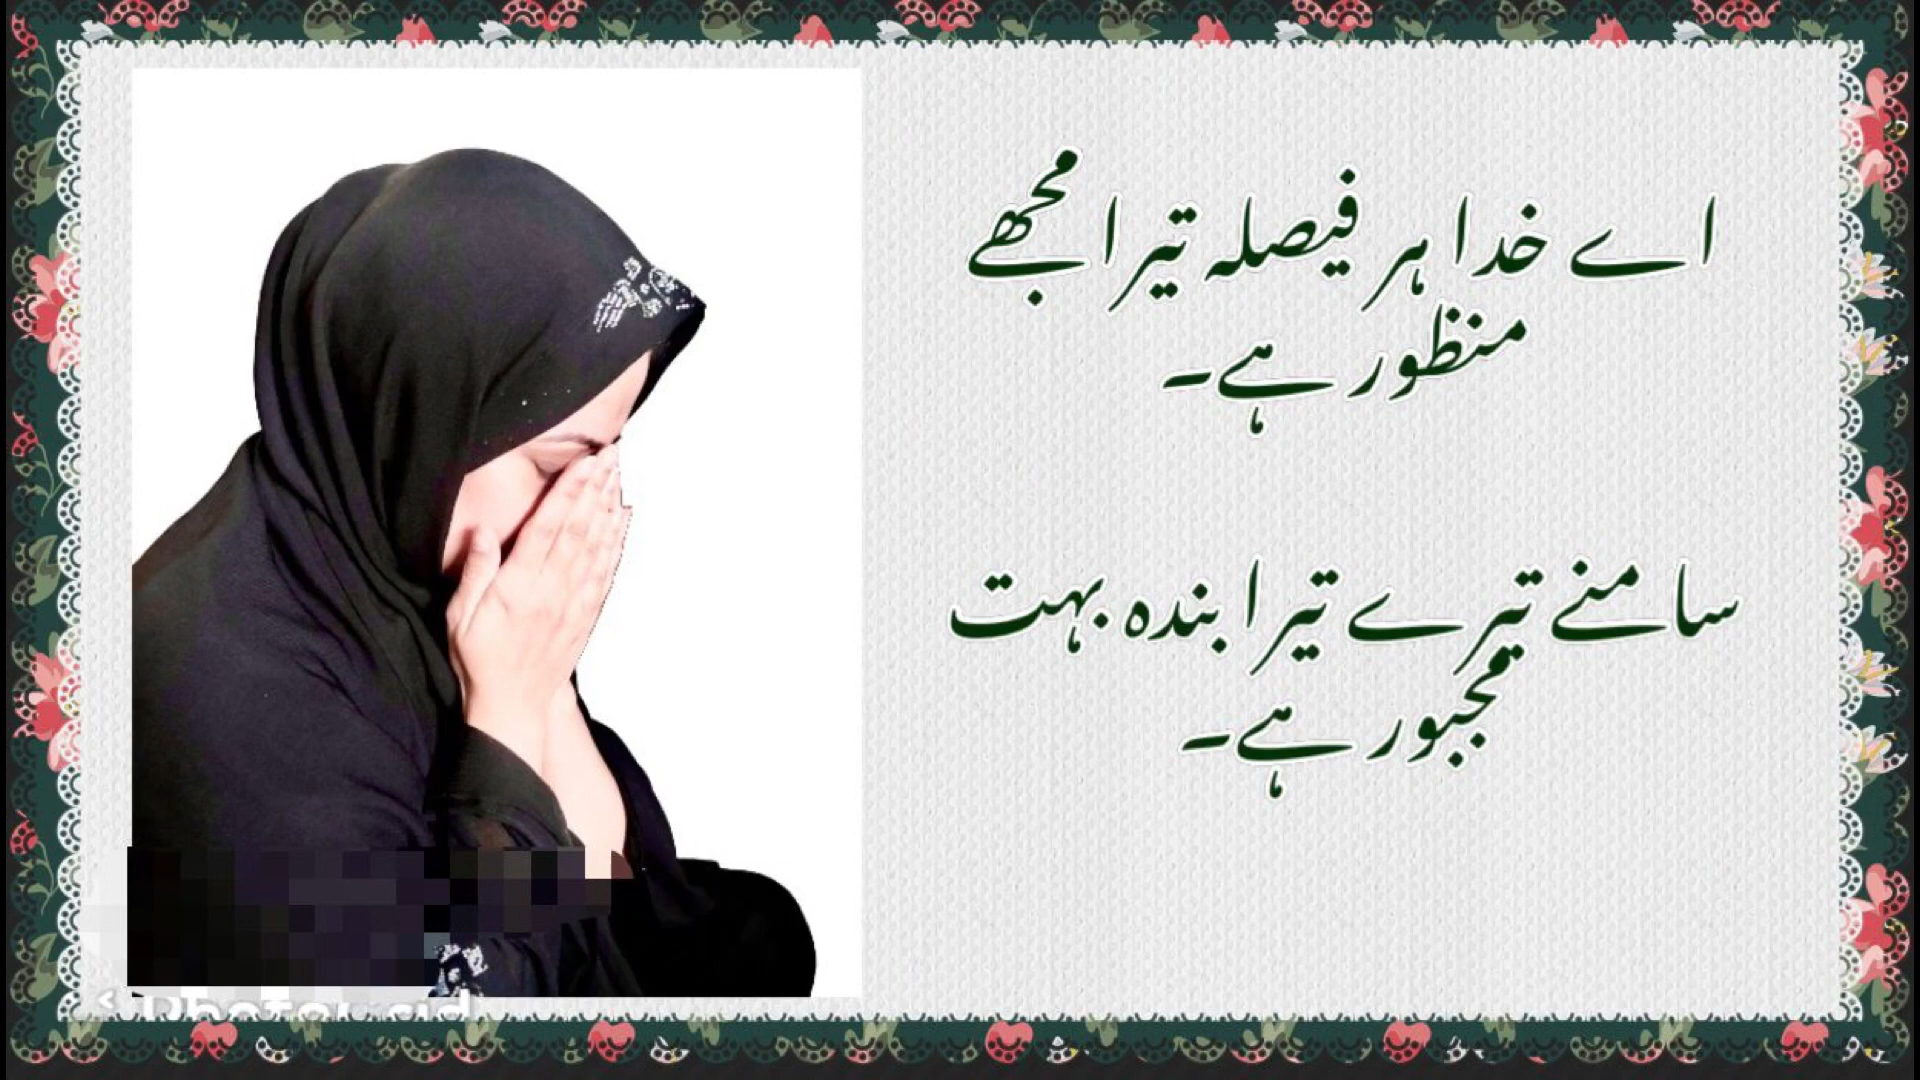 اے خدا ہر فیصلہ تیرا مجھے
منظور ہے۔
سامنے تیرے تیرا بندہ بہت
مجبور ہے۔